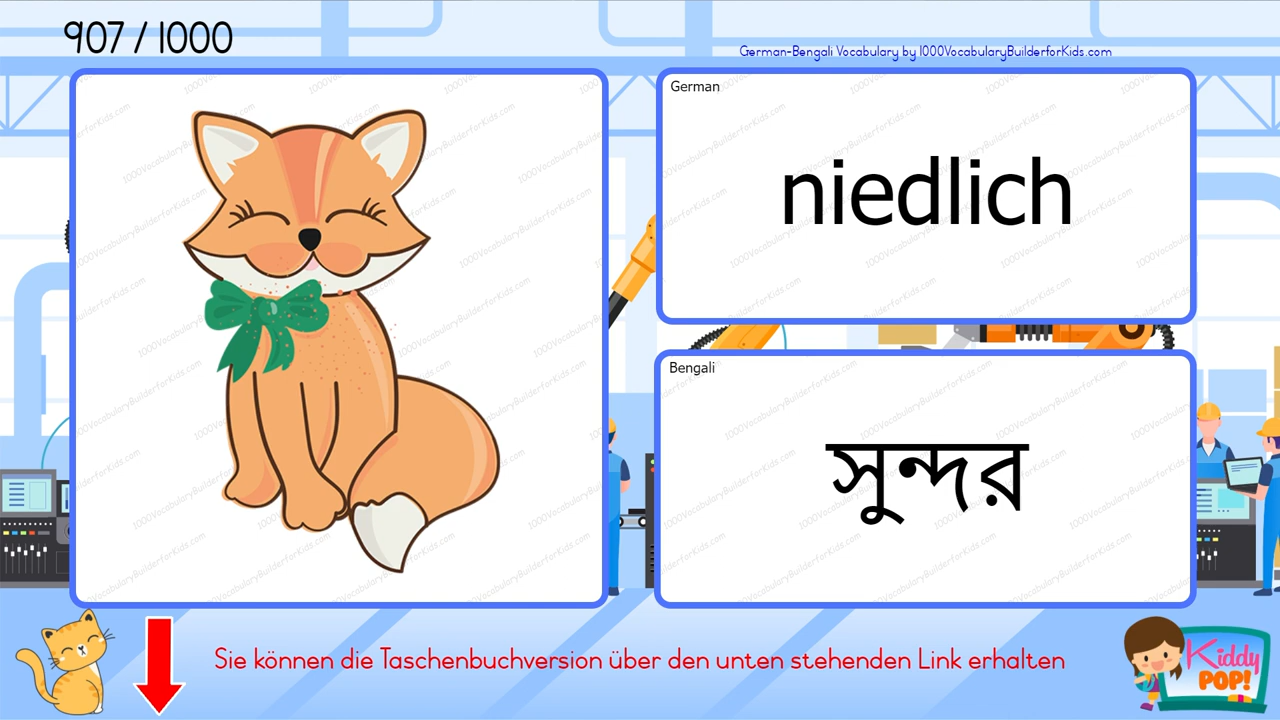 907 / 1000
German-Bengali Vocabulary by 1000VocabularyBuilderforKids.com
German
niedlich
Bengali
সুন্দর
Sie können die Taschenbuchversion über den unten stehenden Link erhalten
Kiddy
POP!